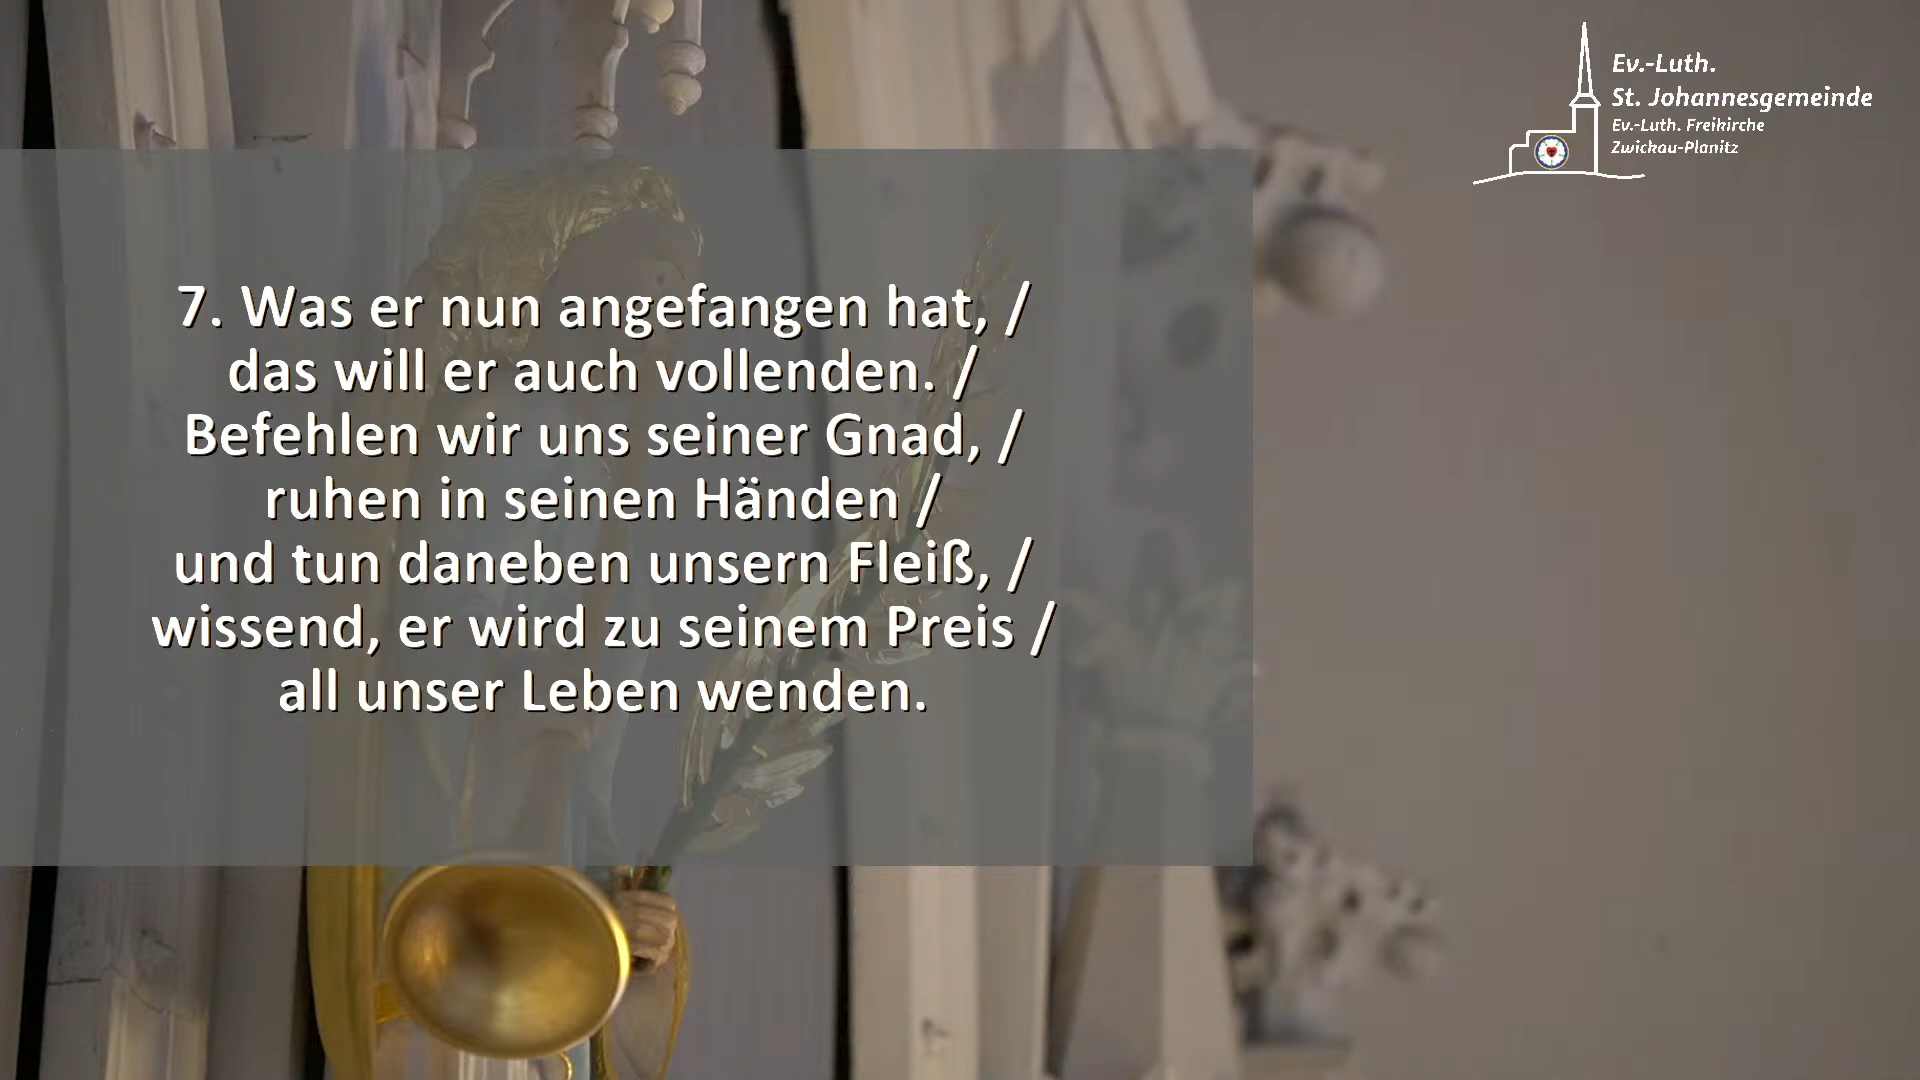 Ev.-Luth.
St. Johannesgemeinde
Ev.-Luth. Freikirche
Zwickau-Planitz
7. Was er nun angefangen hat, /
das will er auch vollenden. /
Befehlen wir uns seiner Gnad, /
ruhen in seinen Händen /
und tun daneben unsern Fleiß, /
wissend, er wird zu seinem Preis /
all unser Leben wenden.